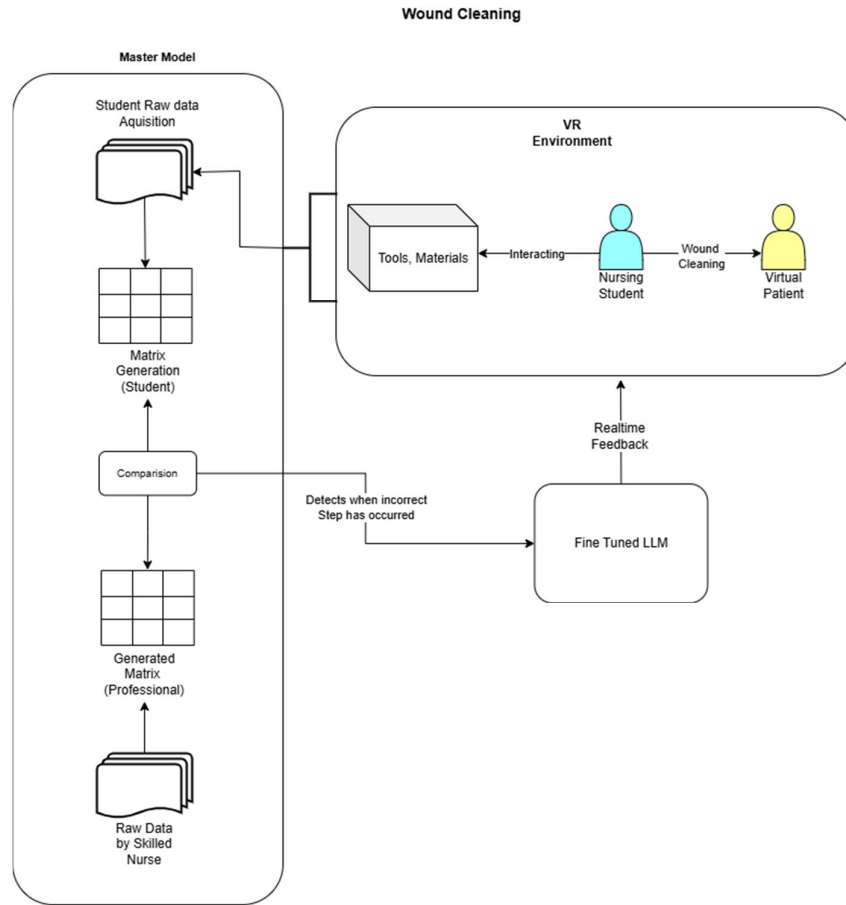 Wound Cleaning
Master Model
Student Raw data
Aquisition
Matrix
Generation
(Student)
Comparision
Generated
Matrix
(Professional)
Raw Data
by Skilled
Nurse
VR
Environment
Tools, Materials
Interacting
Nursing
Student
Wound
Cleaning
Virtual
Patient
Realtime
Feedback
Detects when incorrect
Step has occurred
Fine Tuned LLM